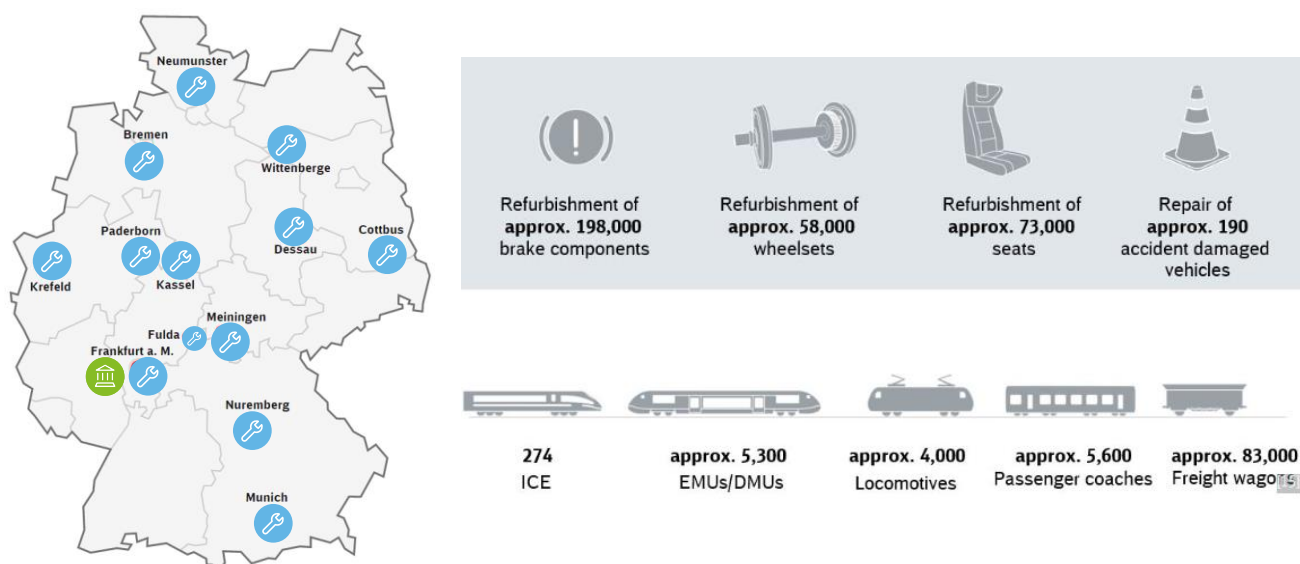 Neumunster
Bremen
Wittenberge
Paderborn
Cottbus
Dessau
Krefeld
Kassel
Meiningen
Fulda
Frankfurt a. M.
Nuremberg
Munich
!
Refurbishment of
approx. 198,000
brake components
Refurbishment of
approx. 58,000
wheelsets
Refurbishment of
approx. 73,000
seats
Repair of
approx. 190
accident damaged
vehicles
274
ICE
approx. 5,300
EMUs/DMUs
approx. 4,000
Locomotives
approx. 5,600
Passenger coaches
approx. 83,000
Freight wagons